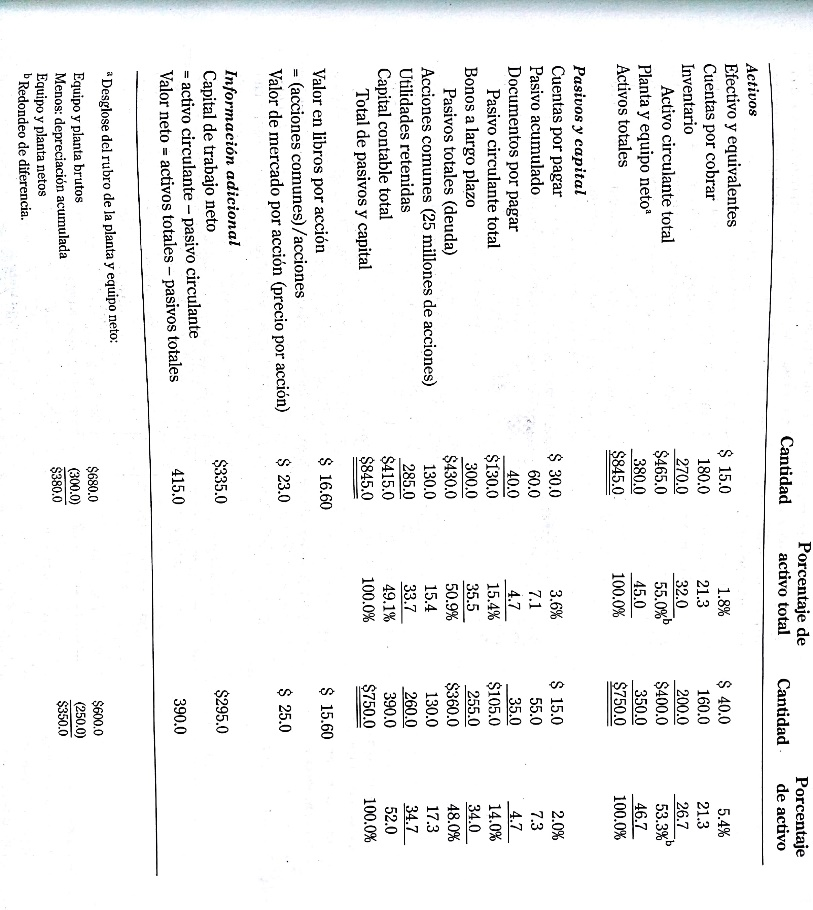 Porcentaje de Porcentaje
Cantidad activo total Cantidad de activo
Activos
Efectivo y equivalentes $ 15.0 1.8% $ 40.0 5.4%
Cuentas por cobrar 180.0 21.3 160.0 21.3
Inventario 270.0 32.0 200.0 26.7
Activo circulante total $465.0 55.0%b $400.0 53.3%b
Planta y equipo netoa 380.0 45.0 350.0 46.7
Activos totales $845.0 100.0% $750.0 100.0%
Pasivos y capital
Cuentas por pagar $ 30.0 3.6% $ 15.0 2.0%
Pasivo acumulado 60.0 7.1 55.0 7.3
Documentos por pagar 40.0 4.7 35.0 4.7
Pasivo circulante total $130.0 15.4% $105.0 14.0%
Bonos a largo plazo 300.0 35.5 255.0 34.0
Pasivos totales (deuda) $430.0 50.9% $360.0 48.0%
Acciones comunes (25 millones de acciones) 130.0 15.4 130.0 17.3
Utilidades retenidas 285.0 33.7 260.0 34.7
Capital contable total $415.0 49.1% 390.0 52.0
Total de pasivos y capital $845.0 100.0% $750.0 100.0%
Valor en libros por acción $ 16.60 $ 15.60
= (acciones comunes)/acciones
Valor de mercado por acción (precio por acción) $ 23.0 $ 25.0
Información adicional
Capital de trabajo neto $335.0 $295.0
= activo circulante – pasivo circulante
Valor neto = activos totales – pasivos totales 415.0 390.0
a Desglose del rubro de la planta y equipo neto:
Equipo y planta brutos $680.0 $600.0
Menos: depreciación acumulada (300.0) (250.0)
Equipo y planta netos $380.0 $350.0
b Redondeo de diferencia.